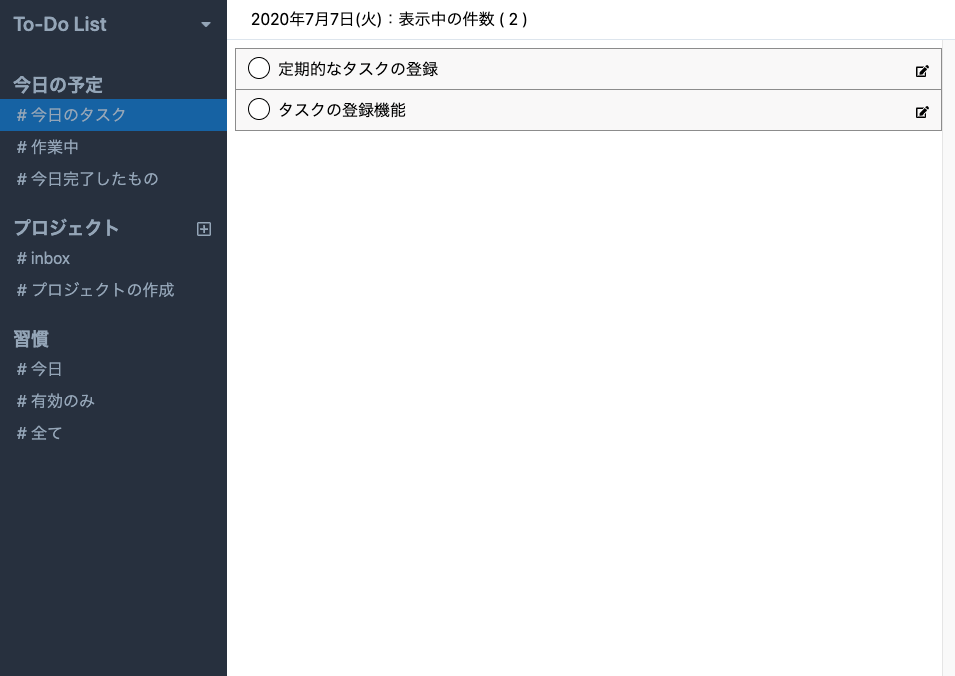 To-Do List
今日の予定
# 今日のタスク
# 作業中
# 今日完了したもの
プロジェクト
# inbox
# プロジェクトの作成
習慣
# 今日
# 有効のみ
# 全て
2020年7月7日(火)：表示中の件数 ( 2 )
定期的なタスクの登録
タスクの登録機能